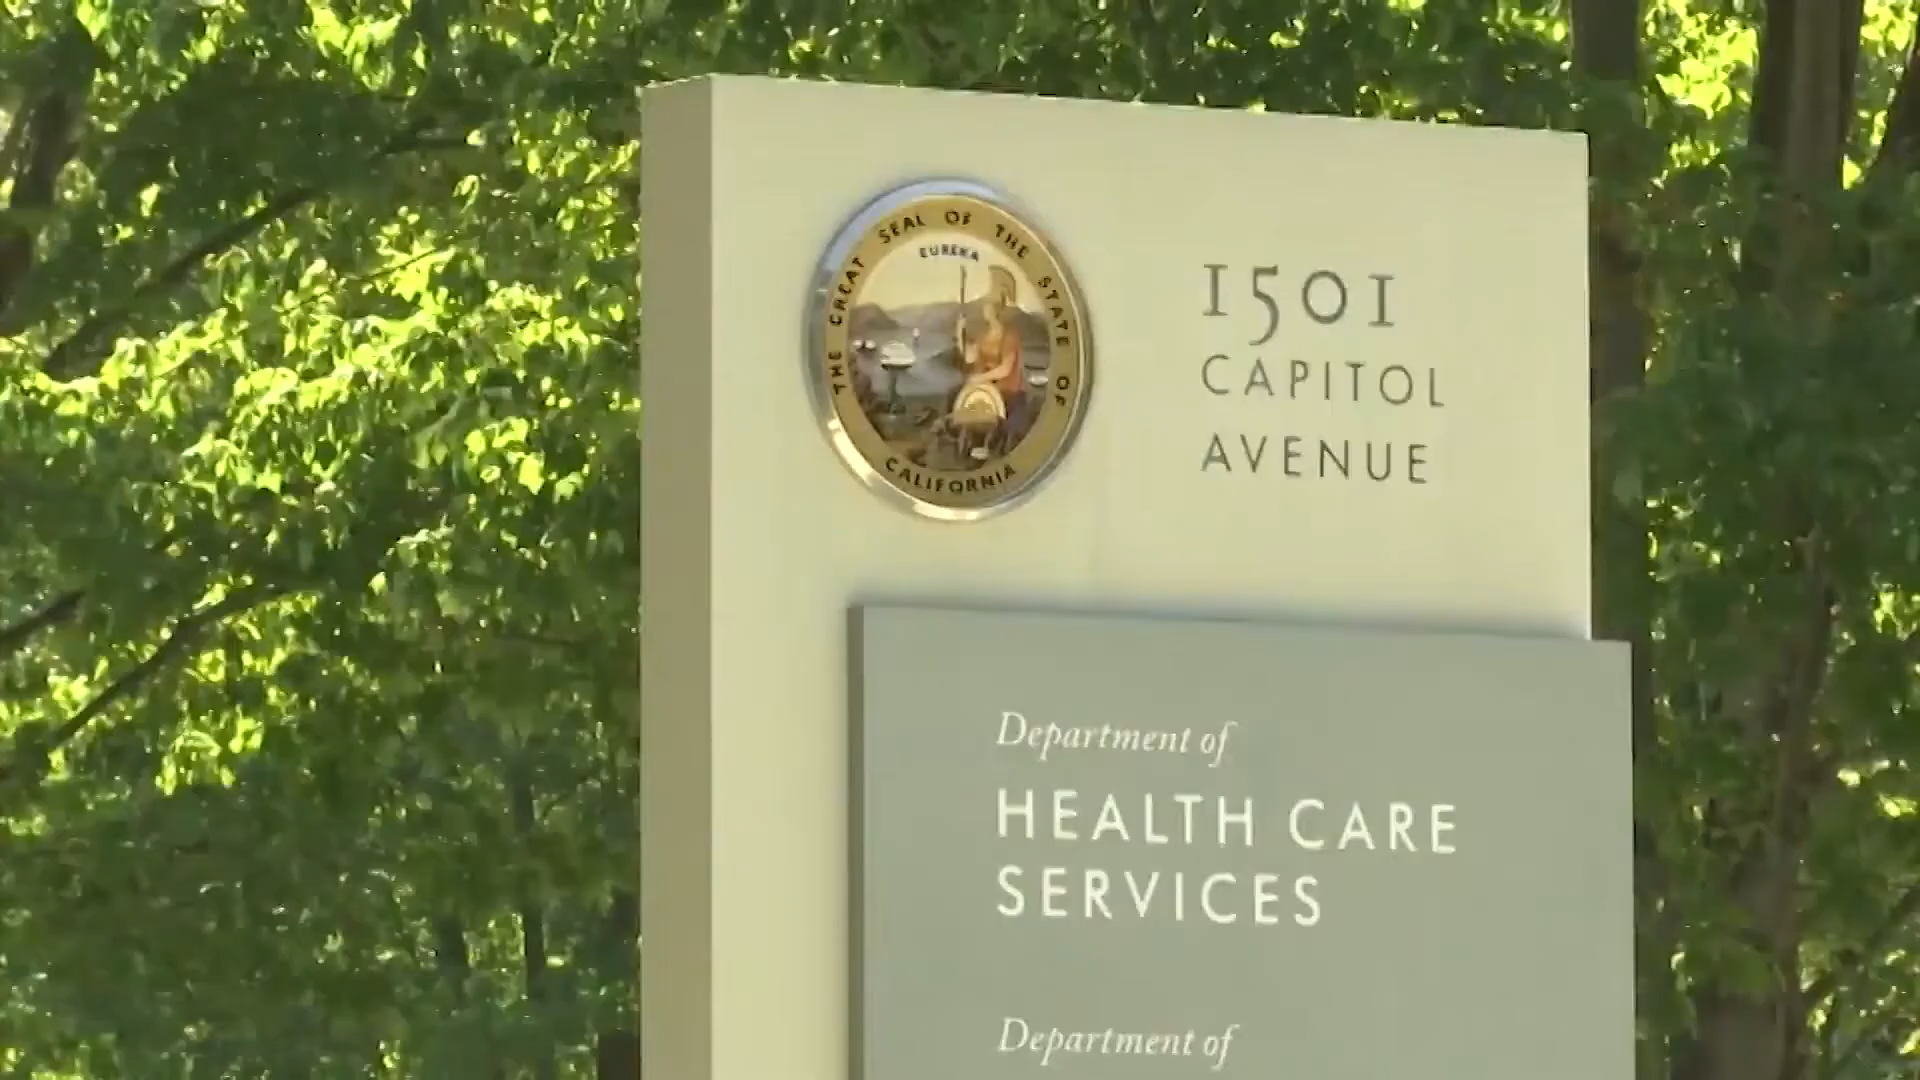 THE GREAT SEAL OF THE STATE OF CALIFORNIA
EUREKA
1501
CAPITOL
AVENUE
Department of
HEALTH CARE
SERVICES
Department of